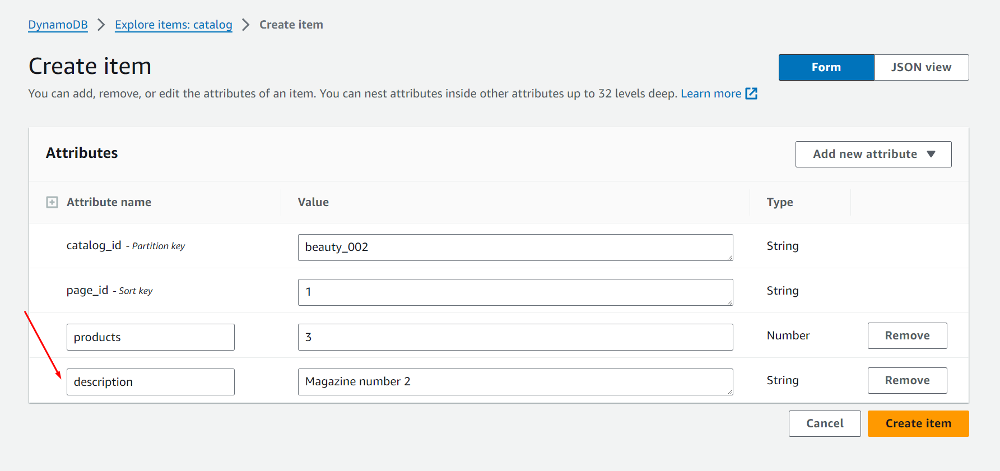 DynamoDB > Explore items: catalog > Create item
Create item
Form JSON view
You can add, remove, or edit the attributes of an item. You can nest attributes inside other attributes up to 32 levels deep. Learn more
Attributes
Add new attribute
Attribute name Value Type
catalog_id - Partition key beauty_002 String
page_id - Sort key 1 String
products 3 Number Remove
description Magazine number 2 String Remove
Cancel Create item